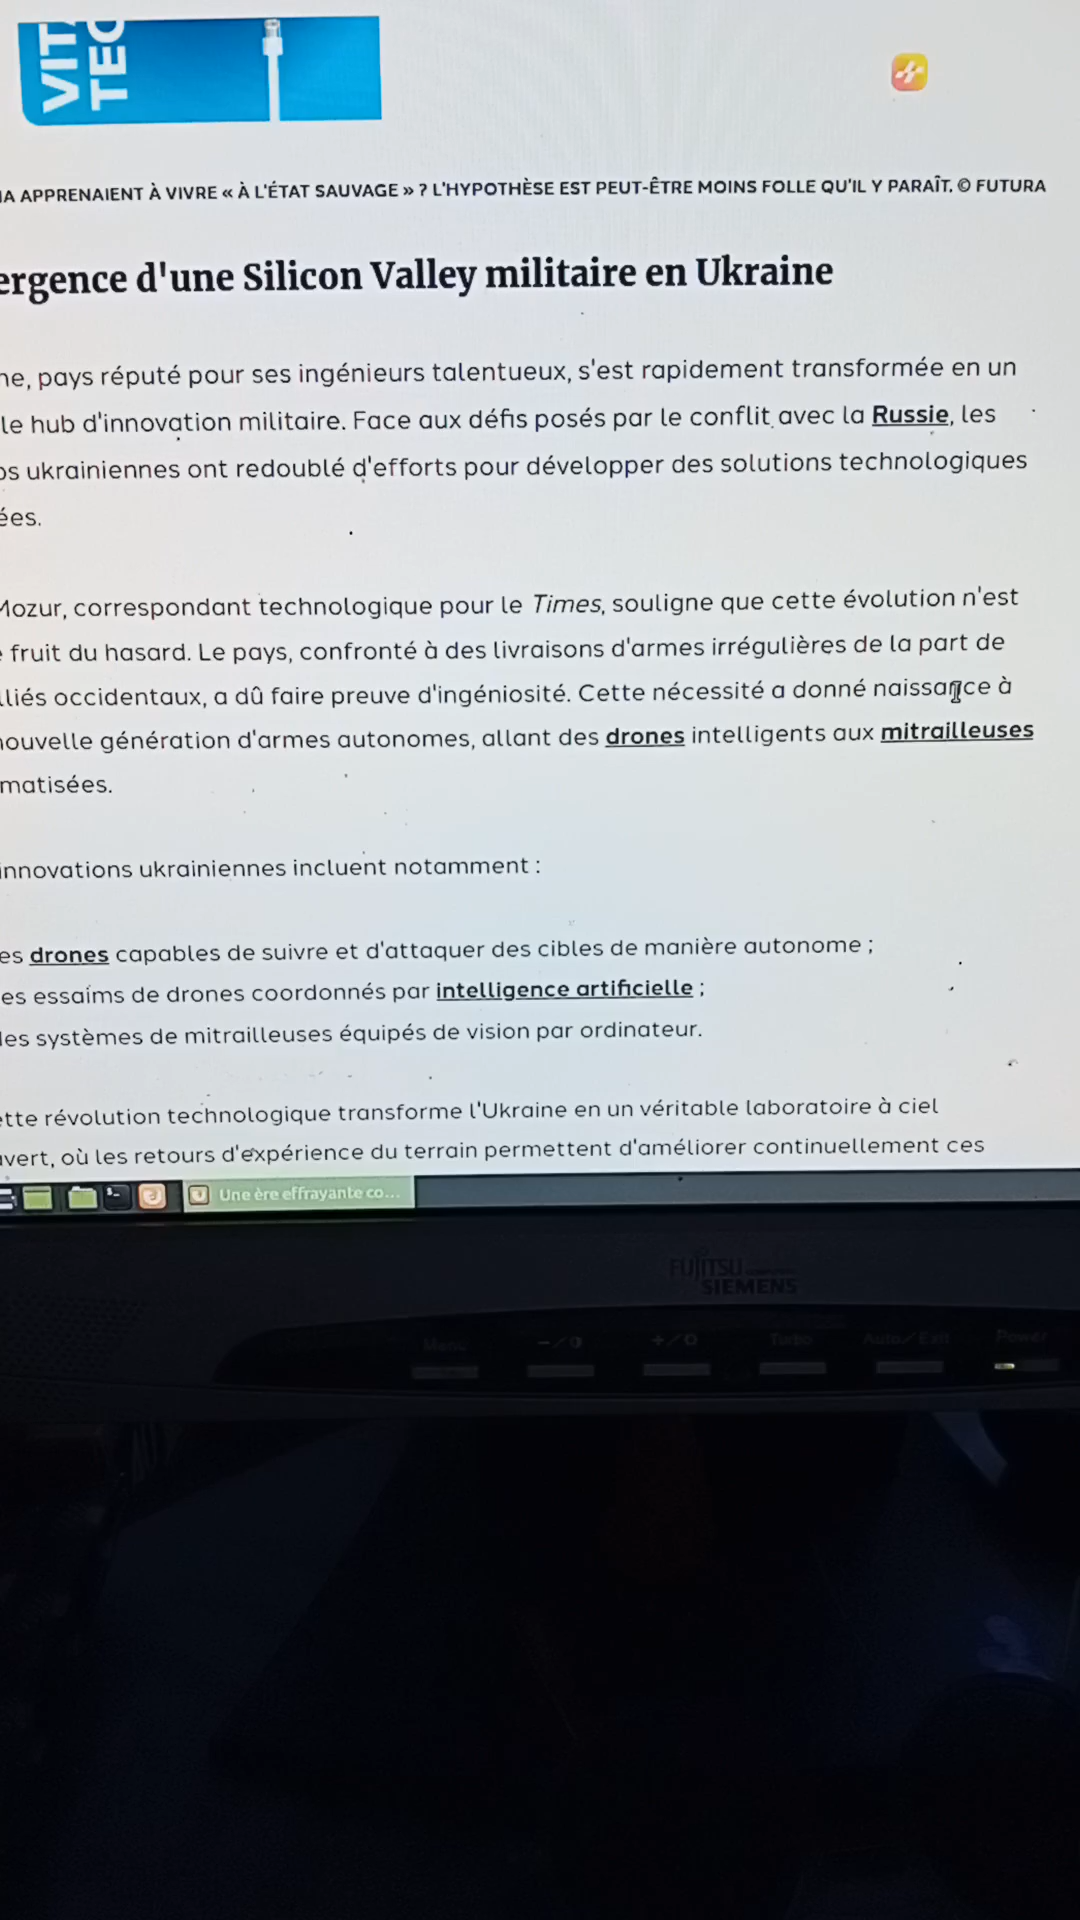 VITA
TEC
IA APPRENAIENT À VIVRE « À L'ÉTAT SAUVAGE » ? L'HYPOTHÈSE EST PEUT-ÊTRE MOINS FOLLE QU'IL Y PARAÎT. © FUTURA
ergence d'une Silicon Valley militaire en Ukraine
ne, pays réputé pour ses ingénieurs talentueux, s'est rapidement transformée en un
le hub d'innovation militaire. Face aux défis posés par le conflit avec la Russie, les
ps ukrainiennes ont redoublé d'efforts pour développer des solutions technologiques
ées.
Mozur, correspondant technologique pour le Times, souligne que cette évolution n'est
e fruit du hasard. Le pays, confronté à des livraisons d'armes irrégulières de la part de
lliés occidentaux, a dû faire preuve d'ingéniosité. Cette nécessité a donné naissance à
nouvelle génération d'armes autonomes, allant des drones intelligents aux mitrailleuses
matisées.
innovations ukrainiennes incluent notamment :
es drones capables de suivre et d'attaquer des cibles de manière autonome ;
es essaims de drones coordonnés par intelligence artificielle ;
des systèmes de mitrailleuses équipés de vision par ordinateur.
ette révolution technologique transforme l'Ukraine en un véritable laboratoire à ciel
uvert, où les retours d'expérience du terrain permettent d'améliorer continuellement ces
Une ère effrayante co...
FUJITSU
SIEMENS
Menu
Turbo
Auto/Exit
Power